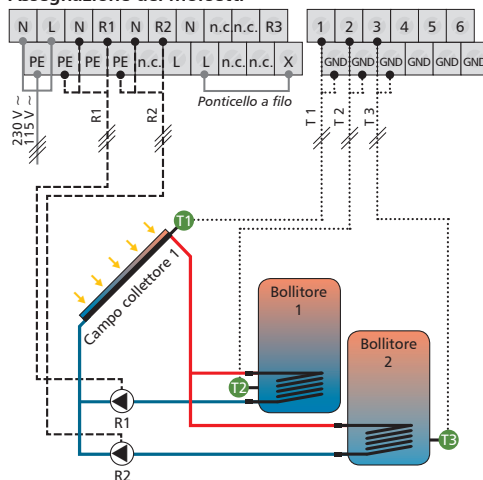 N L N R1 N R2 N n.c. n.c. R3
1 2 3 4 5 6
PE PE PE PE n.c. L L n.c. n.c. X
GND GND GND GND GND GND
230 V ~
115 V ~
R1
R2
Ponticello a filo
T 1
T 2
T 3
T1
Campo collettore 1
Bollitore
1
Bollitore
2
T2
T3
R1
R2